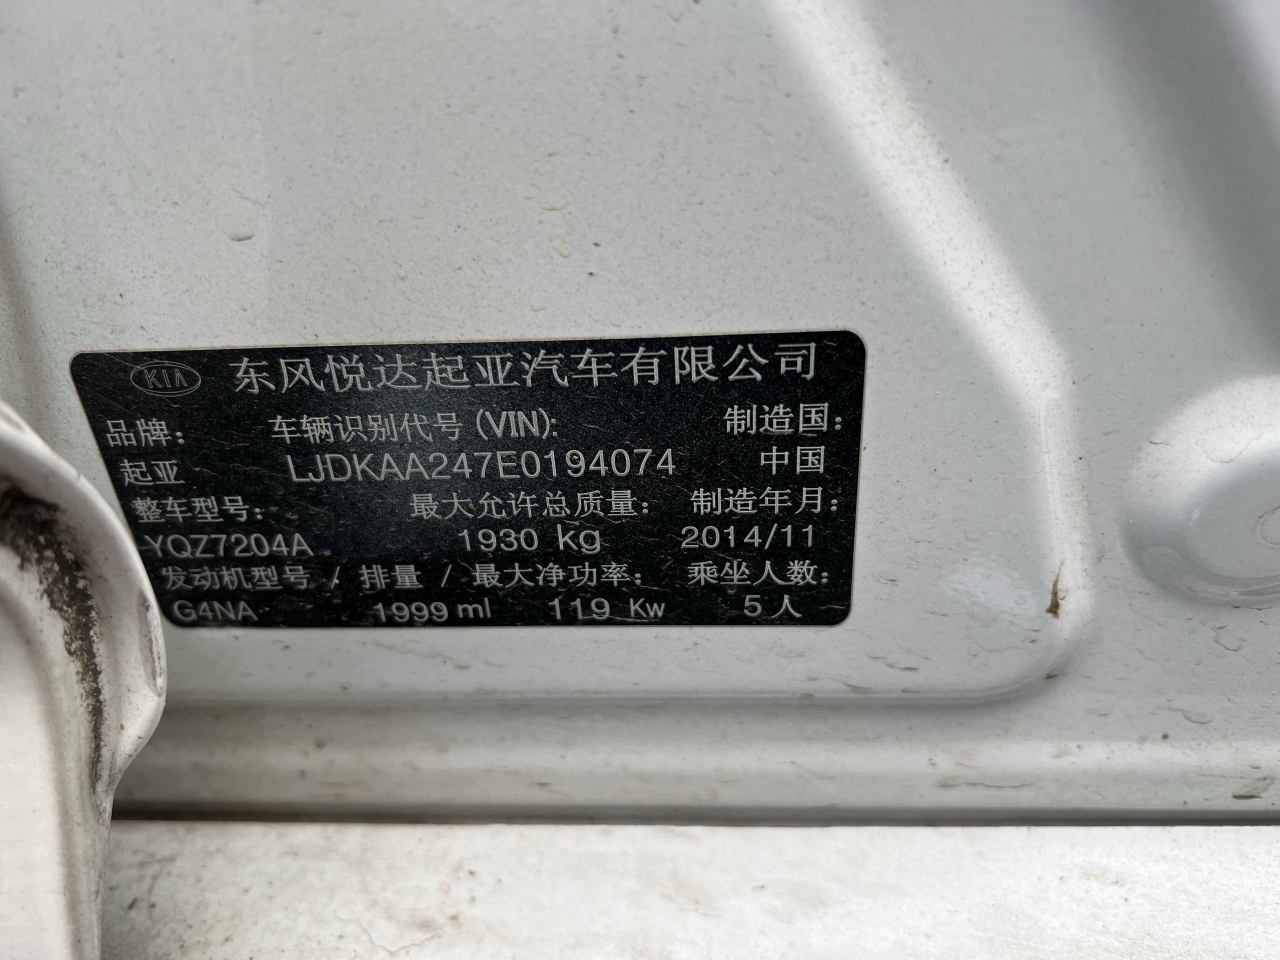 KIA 东风悦达起亚汽车有限公司
品牌: 车辆识别代号 (VIN): 制造国:
起亚 LJDKAA247E0194074 中国
整车型号: 最大允许总质量: 制造年月:
YQZ7204A 1930 kg 2014/11
发动机型号 / 排量 / 最大净功率: 乘坐人数:
G4NA 1999 ml 119 Kw 5 人